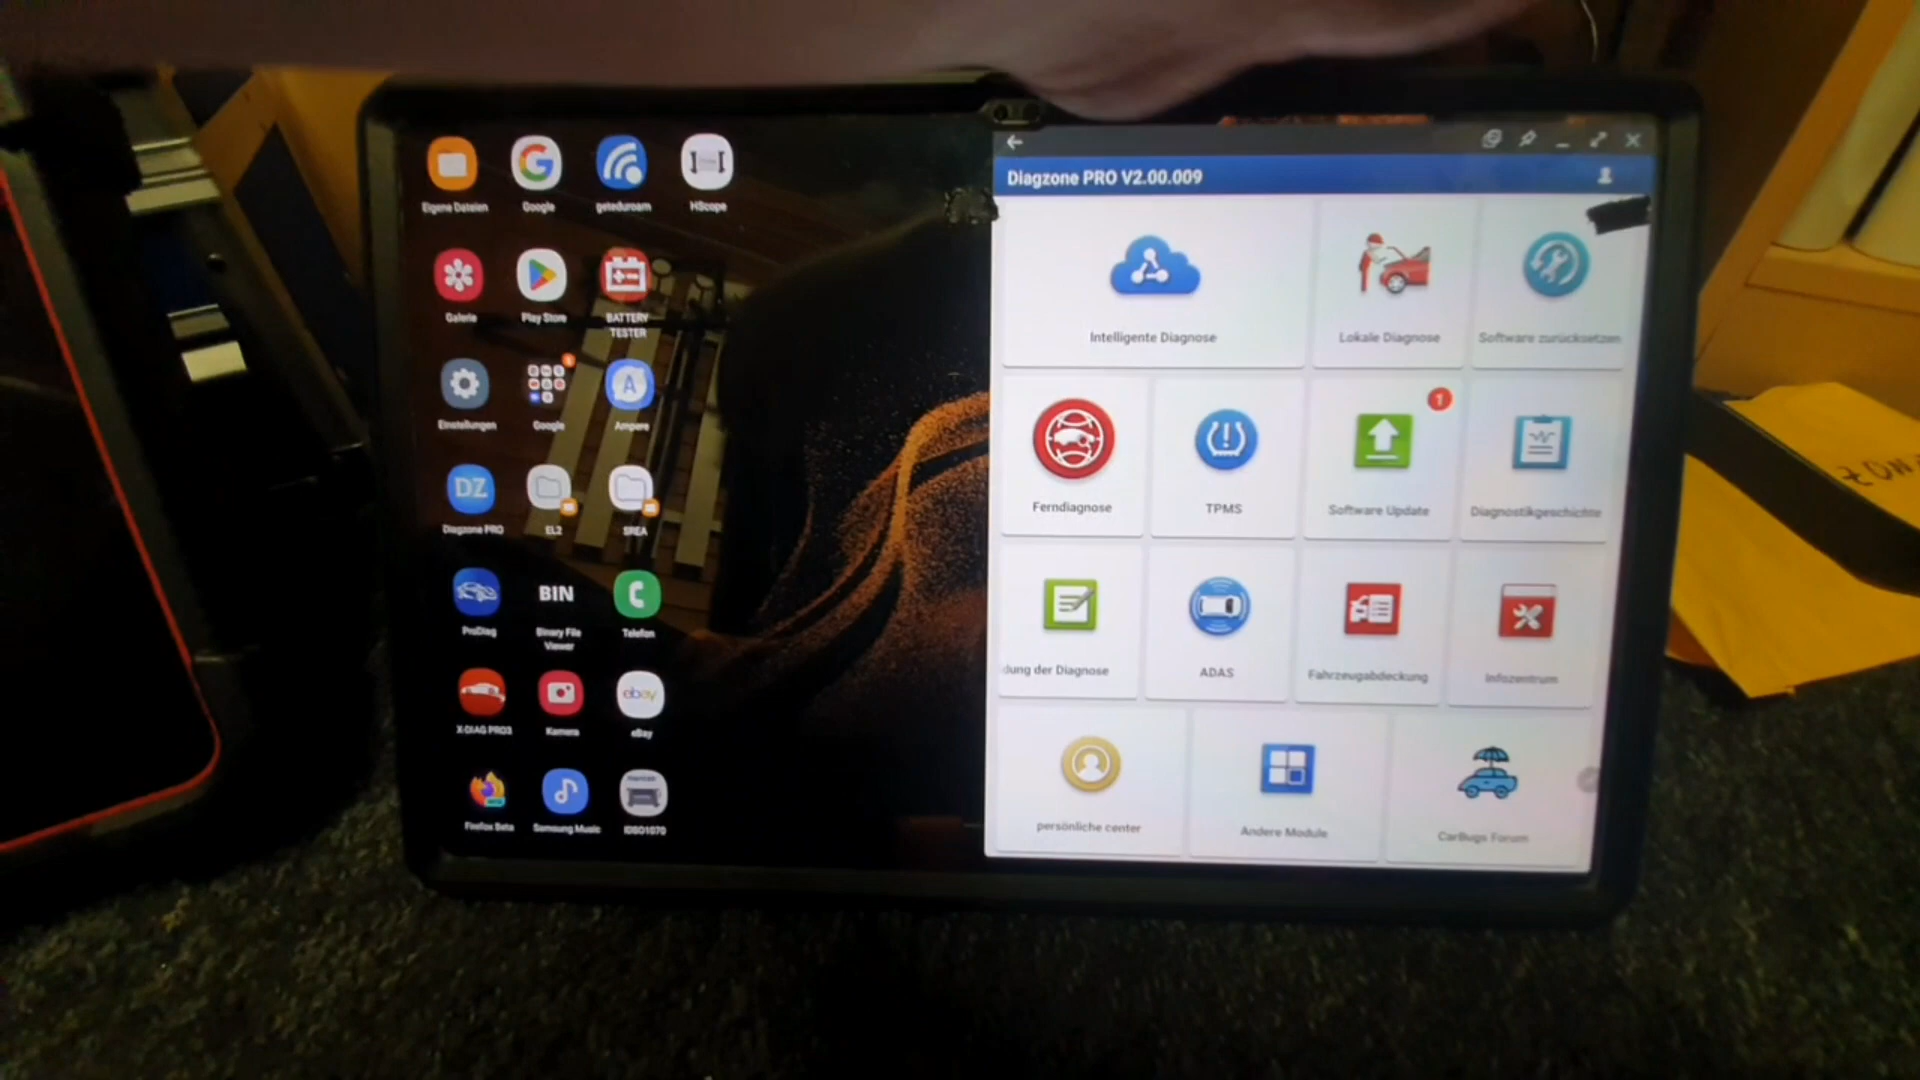 Eigene Dateien
Google
geteduroam
HScope
Galerie
Play Store
BATTERY
TESTER
Einstellungen
Google
A
Ampere
DZ
Diagzone PRO
EL2
SREA
ProDiag
BIN
Binary File
Viewer
Telefon
X-DIAG PRO3
Kamera
ebay
eBay
Firefox Beta
Samsung Music
IDSO1070
Diagzone PRO V2.00.009
Intelligente Diagnose
Lokale Diagnose
Software zurücksetzen
Ferndiagnose
TPMS
1
Software Update
Diagnostikgeschichte
dung der Diagnose
ADAS
Fahrzeugabdeckung
Infozentrum
persönliche center
Andere Module
CarBugs Forum